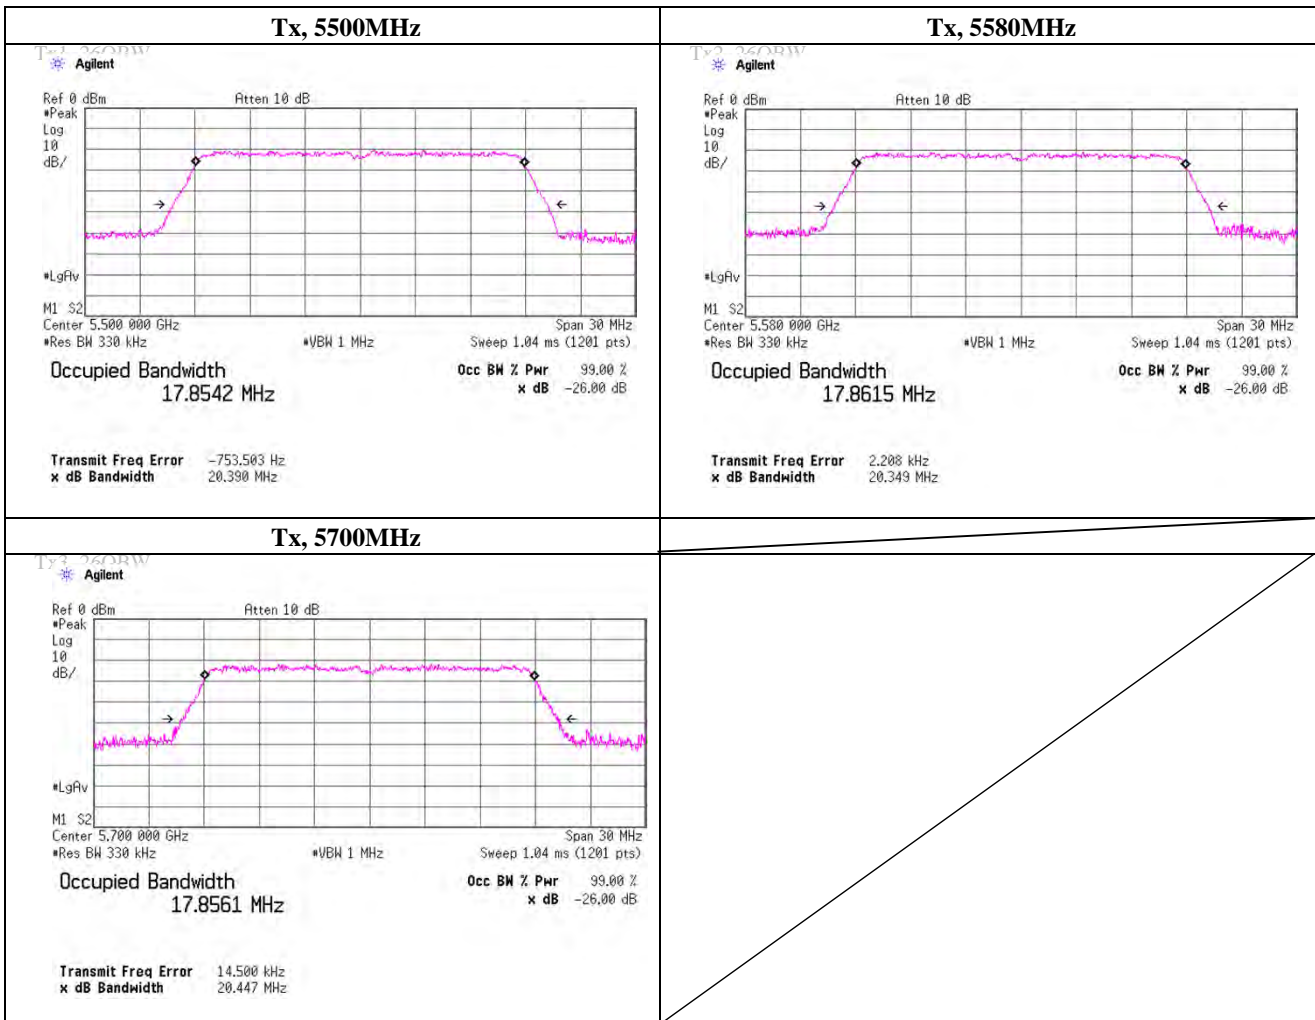 Tx, 5500MHz
Agilent
Ref 0 dBm Atten 10 dB
#Peak
Log
10
dB/
#LgAv
M1 S2
Center 5.500 000 GHz Span 30 MHz
#Res BW 330 kHz #VBW 1 MHz Sweep 1.04 ms (1201 pts)
Occupied Bandwidth Occ BW % Pwr 99.00 %
17.8542 MHz x dB -26.00 dB
Transmit Freq Error -753.503 Hz
x dB Bandwidth 20.390 MHz
Tx, 5580MHz
Agilent
Ref 0 dBm Atten 10 dB
#Peak
Log
10
dB/
#LgAv
M1 S2
Center 5.580 000 GHz Span 30 MHz
#Res BW 330 kHz #VBW 1 MHz Sweep 1.04 ms (1201 pts)
Occupied Bandwidth Occ BW % Pwr 99.00 %
17.8615 MHz x dB -26.00 dB
Transmit Freq Error 2.208 kHz
x dB Bandwidth 20.349 MHz
Tx, 5700MHz
Agilent
Ref 0 dBm Atten 10 dB
#Peak
Log
10
dB/
#LgAv
M1 S2
Center 5.700 000 GHz Span 30 MHz
#Res BW 330 kHz #VBW 1 MHz Sweep 1.04 ms (1201 pts)
Occupied Bandwidth Occ BW % Pwr 99.00 %
17.8561 MHz x dB -26.00 dB
Transmit Freq Error 14.500 kHz
x dB Bandwidth 20.447 MHz